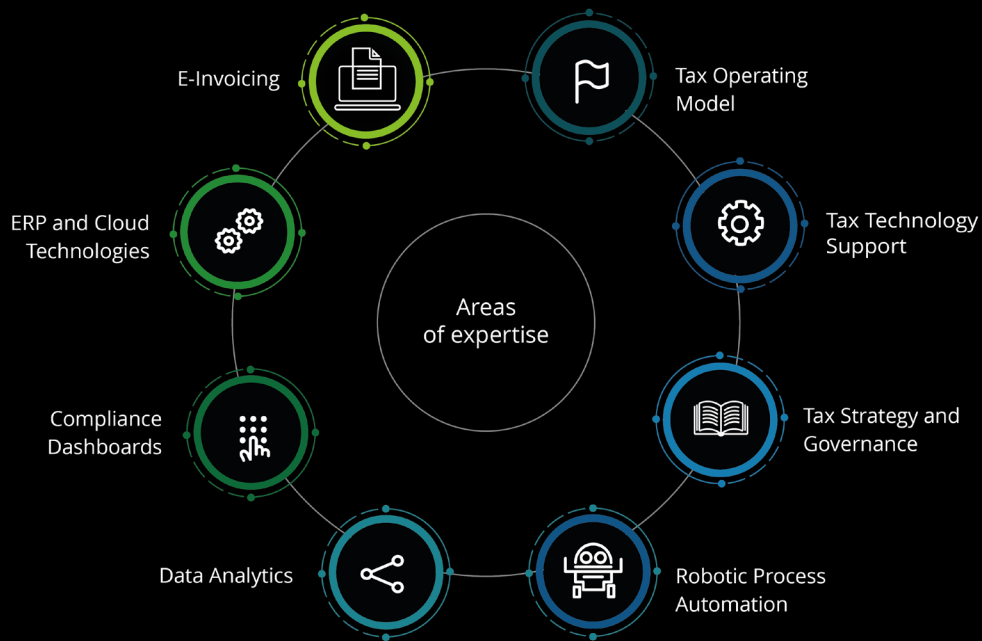 E-Invoicing
Tax Operating
Model
ERP and Cloud
Technologies
Tax Technology
Support
Areas
of expertise
Compliance
Dashboards
Tax Strategy and
Governance
Data Analytics
Robotic Process
Automation